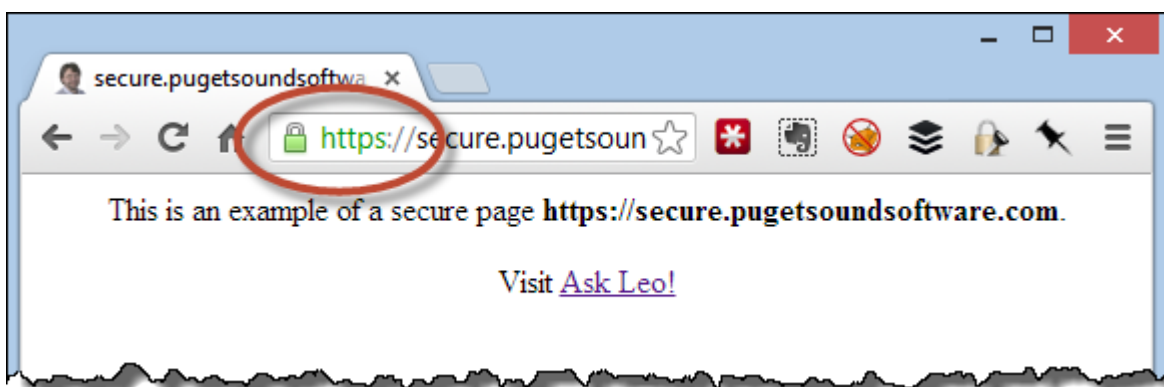 secure.pugetsoundsoftwa
https://secure.pugetsoun
This is an example of a secure page https://secure.pugetsoundsoftware.com.
Visit Ask Leo!